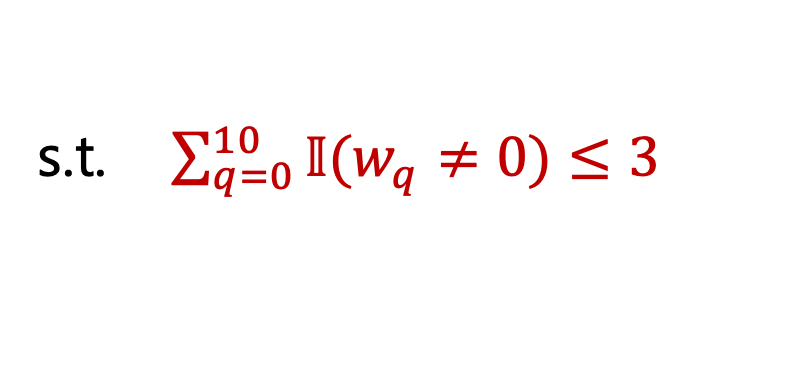 s.t. ∑_{q=0}^{10} 𝕀(w_q ≠ 0) ≤ 3